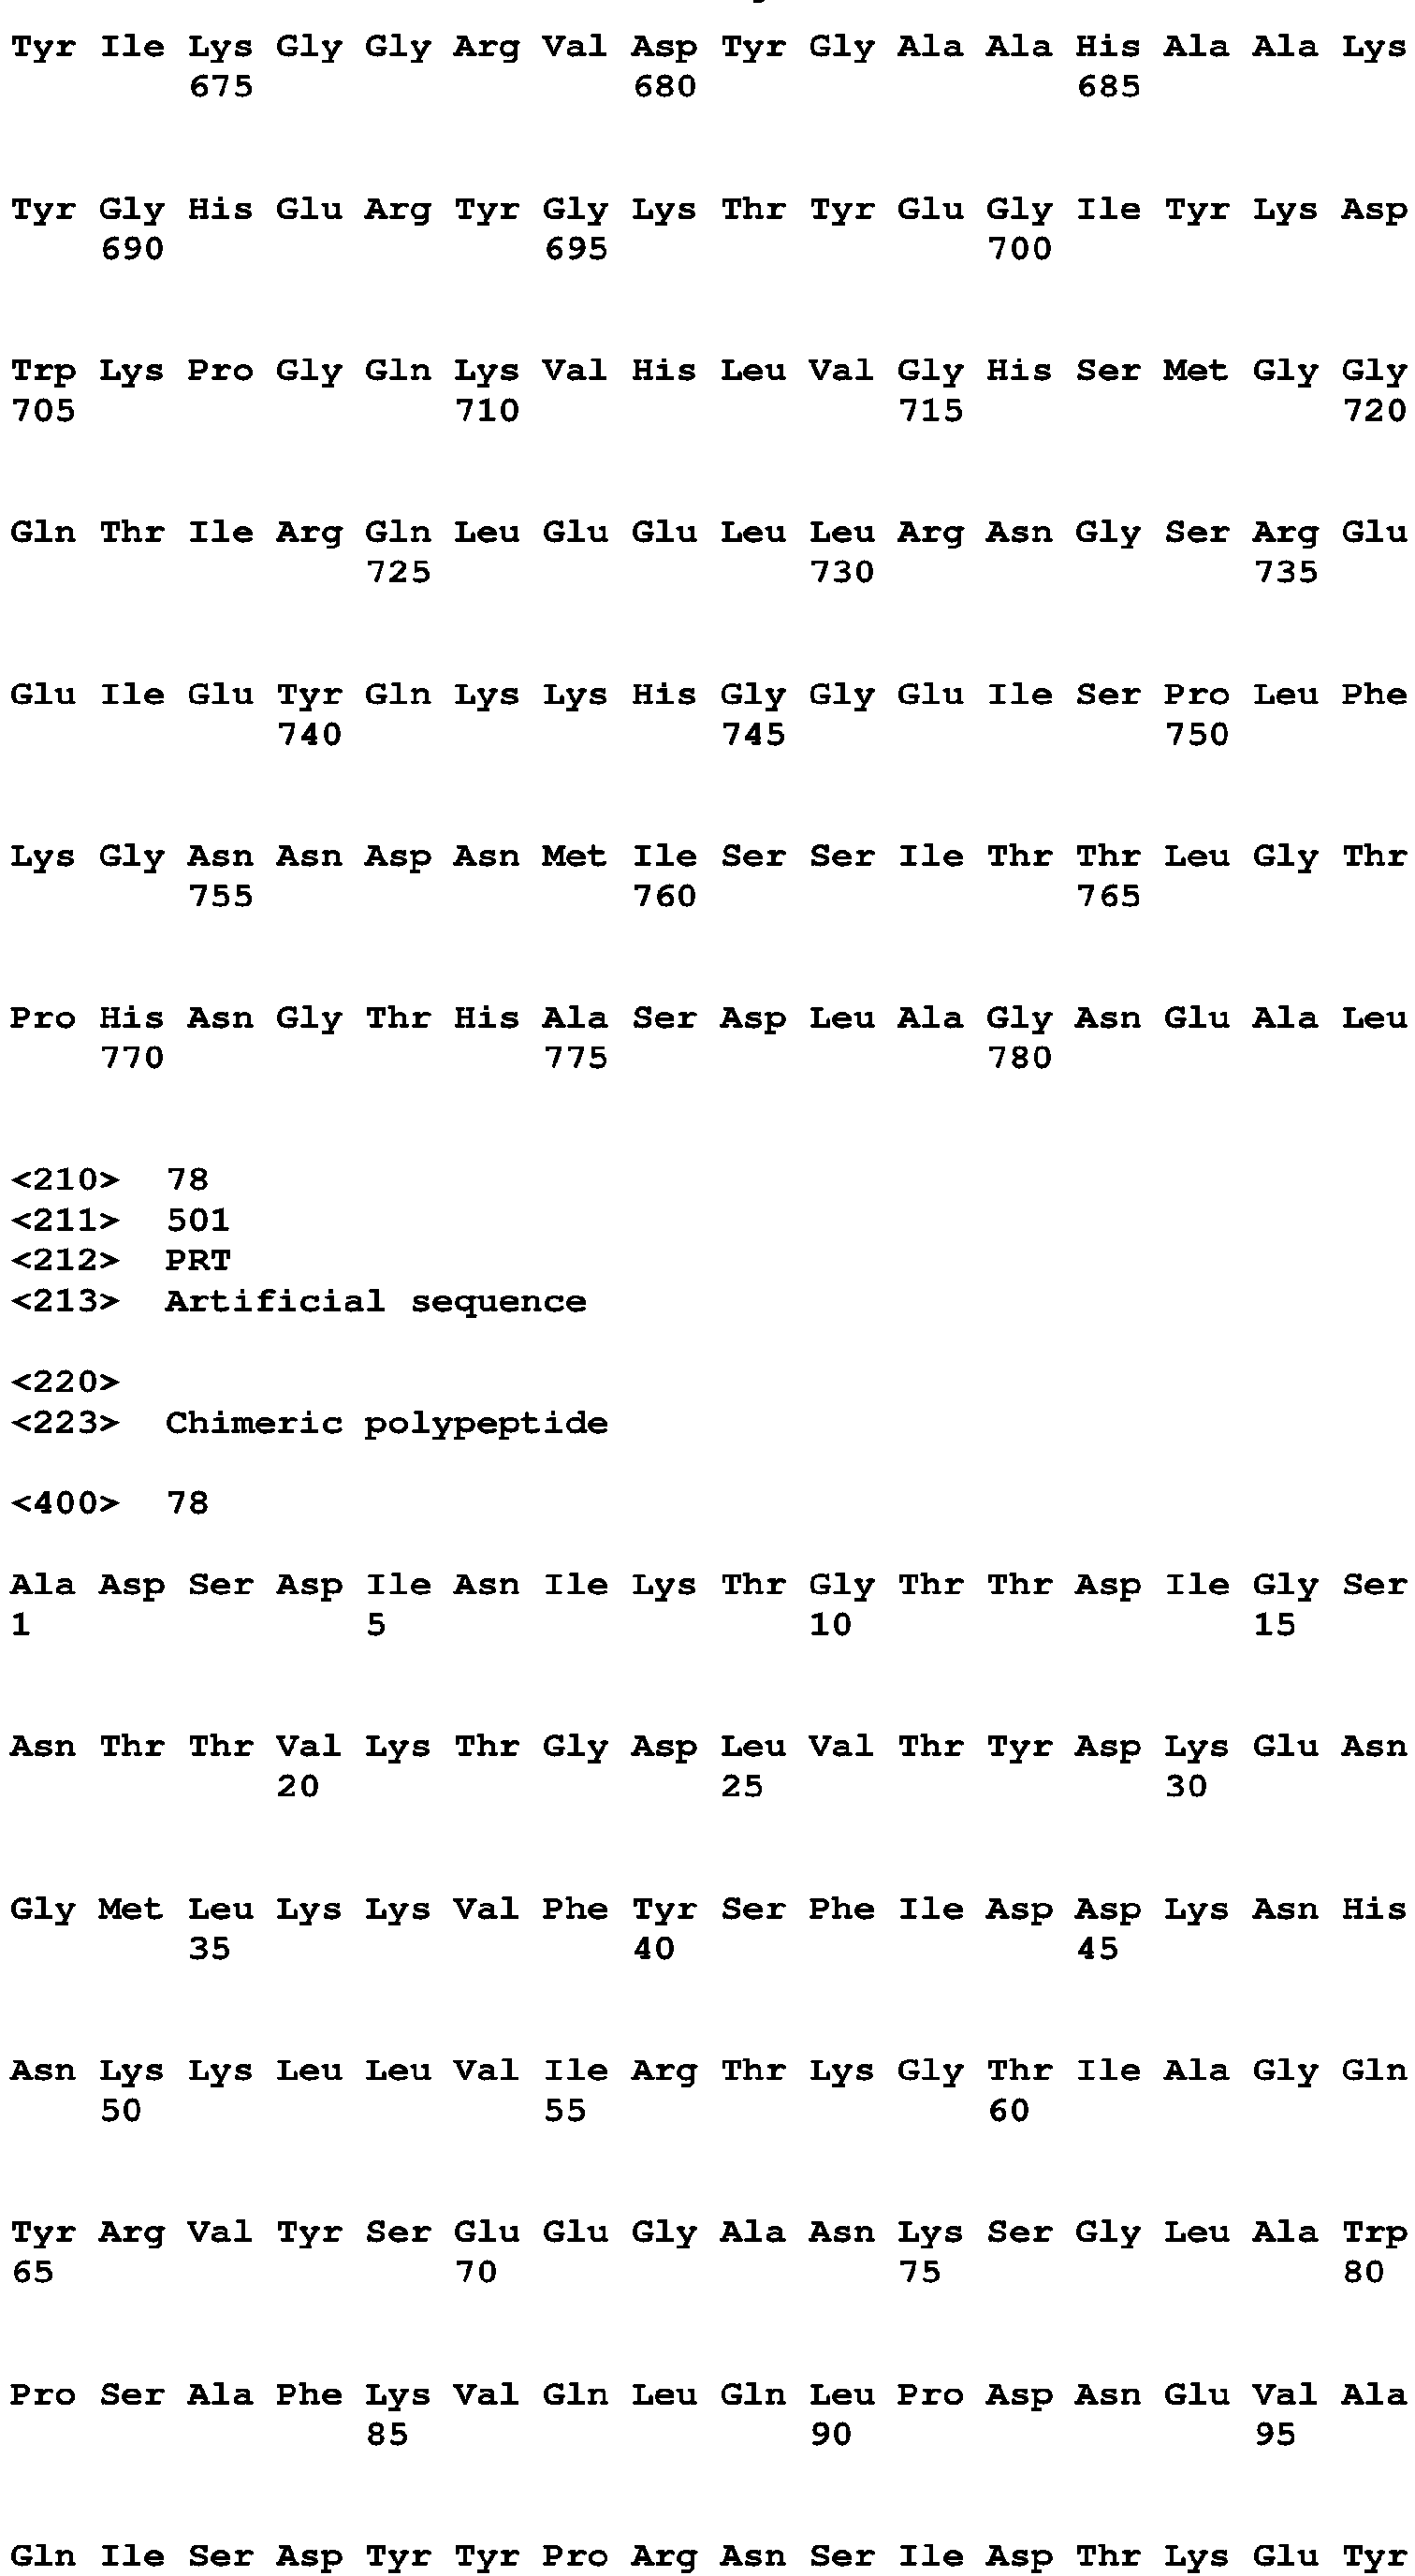 Tyr Ile Lys Gly Gly Arg Val Asp Tyr Gly Ala Ala His Ala Ala Lys
675 680 685
Tyr Gly His Glu Arg Tyr Gly Lys Thr Tyr Glu Gly Ile Tyr Lys Asp
690 695 700
Trp Lys Pro Gly Gln Lys Val His Leu Val Gly His Ser Met Gly Gly
705 710 715 720
Gln Thr Ile Arg Gln Leu Glu Glu Leu Leu Arg Asn Gly Ser Arg Glu
725 730 735
Glu Ile Glu Tyr Gln Lys Lys His Gly Gly Glu Ile Ser Pro Leu Phe
740 745 750
Lys Gly Asn Asn Asp Asn Met Ile Ser Ser Ile Thr Thr Leu Gly Thr
755 760 765
Pro His Asn Gly Thr His Ala Ser Asp Leu Ala Gly Asn Glu Ala Leu
770 775 780
<210> 78
<211> 501
<212> PRT
<213> Artificial sequence
<220>
<223> Chimeric polypeptide
<400> 78
Ala Asp Ser Asp Ile Asn Ile Lys Thr Gly Thr Thr Asp Ile Gly Ser
1 5 10 15
Asn Thr Thr Val Lys Thr Gly Asp Leu Val Thr Tyr Asp Lys Glu Asn
20 25 30
Gly Met Leu Lys Lys Val Phe Tyr Ser Phe Ile Asp Asp Lys Asn His
35 40 45
Asn Lys Lys Leu Leu Val Ile Arg Thr Lys Gly Thr Ile Ala Gly Gln
50 55 60
Tyr Arg Val Tyr Ser Glu Glu Gly Ala Asn Lys Ser Gly Leu Ala Trp
65 70 75 80
Pro Ser Ala Phe Lys Val Gln Leu Gln Leu Pro Asp Asn Glu Val Ala
85 90 95
Gln Ile Ser Asp Tyr Tyr Pro Arg Asn Ser Ile Asp Thr Lys Glu Tyr